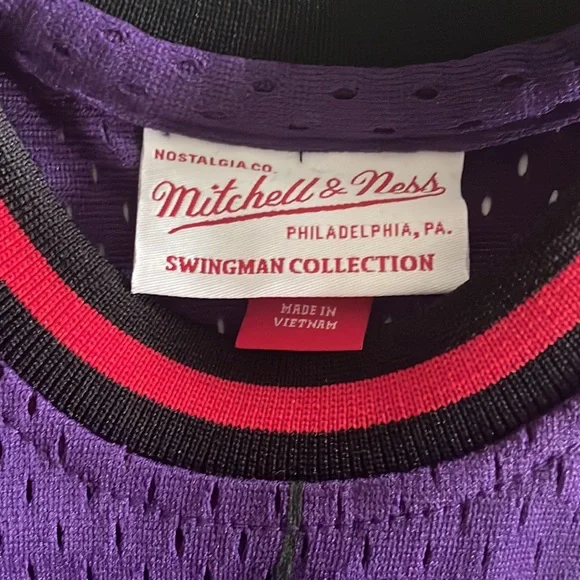 NOSTALGIA CO.
Mitchell & Ness
PHILADELPHIA, PA.
SWINGMAN COLLECTION
MADE IN
VIETNAM